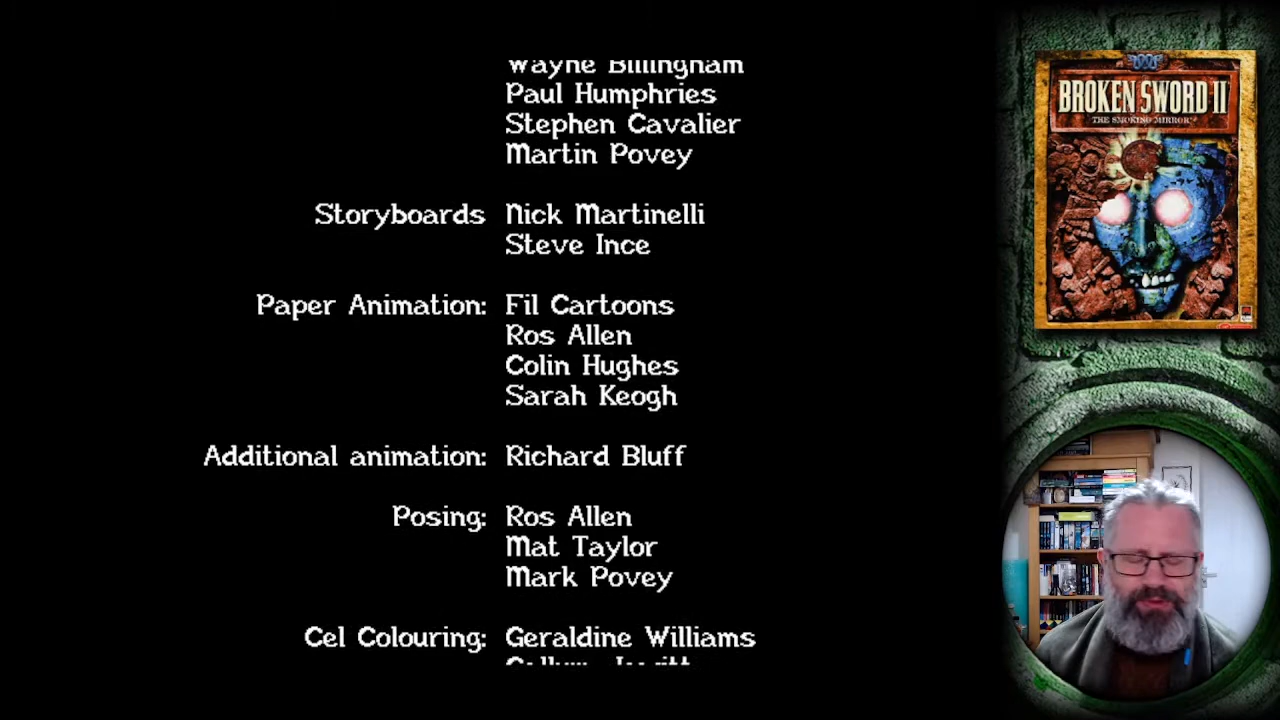 Wayne Billingham
Paul Humphries
Stephen Cavalier
Martin Povey
Storyboards Nick Martinelli
Steve Ince
Paper Animation: Fil Cartoons
Ros Allen
Colin Hughes
Sarah Keogh
Additional animation: Richard Bluff
Posing: Ros Allen
Mat Taylor
Mark Povey
Cel Colouring: Geraldine Williams
BROKEN SWORD II
THE SMOKING MIRROR